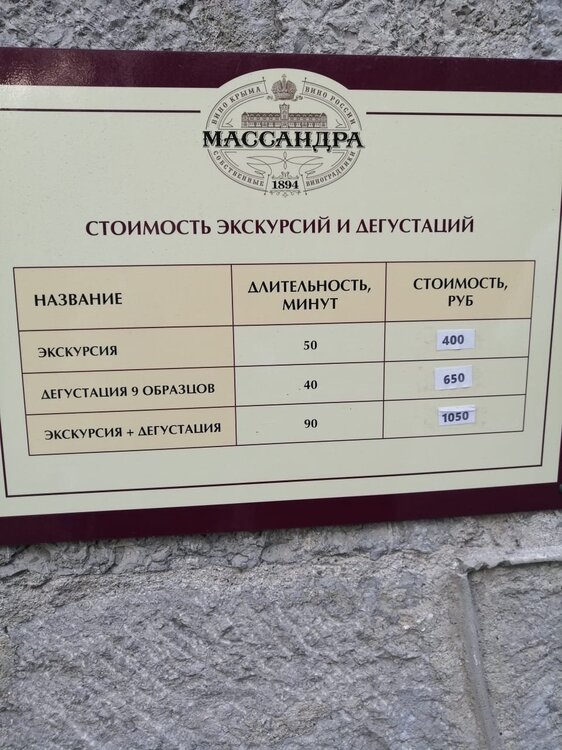 ВИНО КРЫМА ВИНО РОССИИ
МАССАНДРА
СОБСТВЕННЫЕ ВИНОГРАДНИКИ
1894
СТОИМОСТЬ ЭКСКУРСИЙ И ДЕГУСТАЦИЙ
НАЗВАНИЕ
ДЛИТЕЛЬНОСТЬ,
МИНУТ
СТОИМОСТЬ,
РУБ
ЭКСКУРСИЯ 50 400
ДЕГУСТАЦИЯ 9 ОБРАЗЦОВ 40 650
ЭКСКУРСИЯ + ДЕГУСТАЦИЯ 90 1050